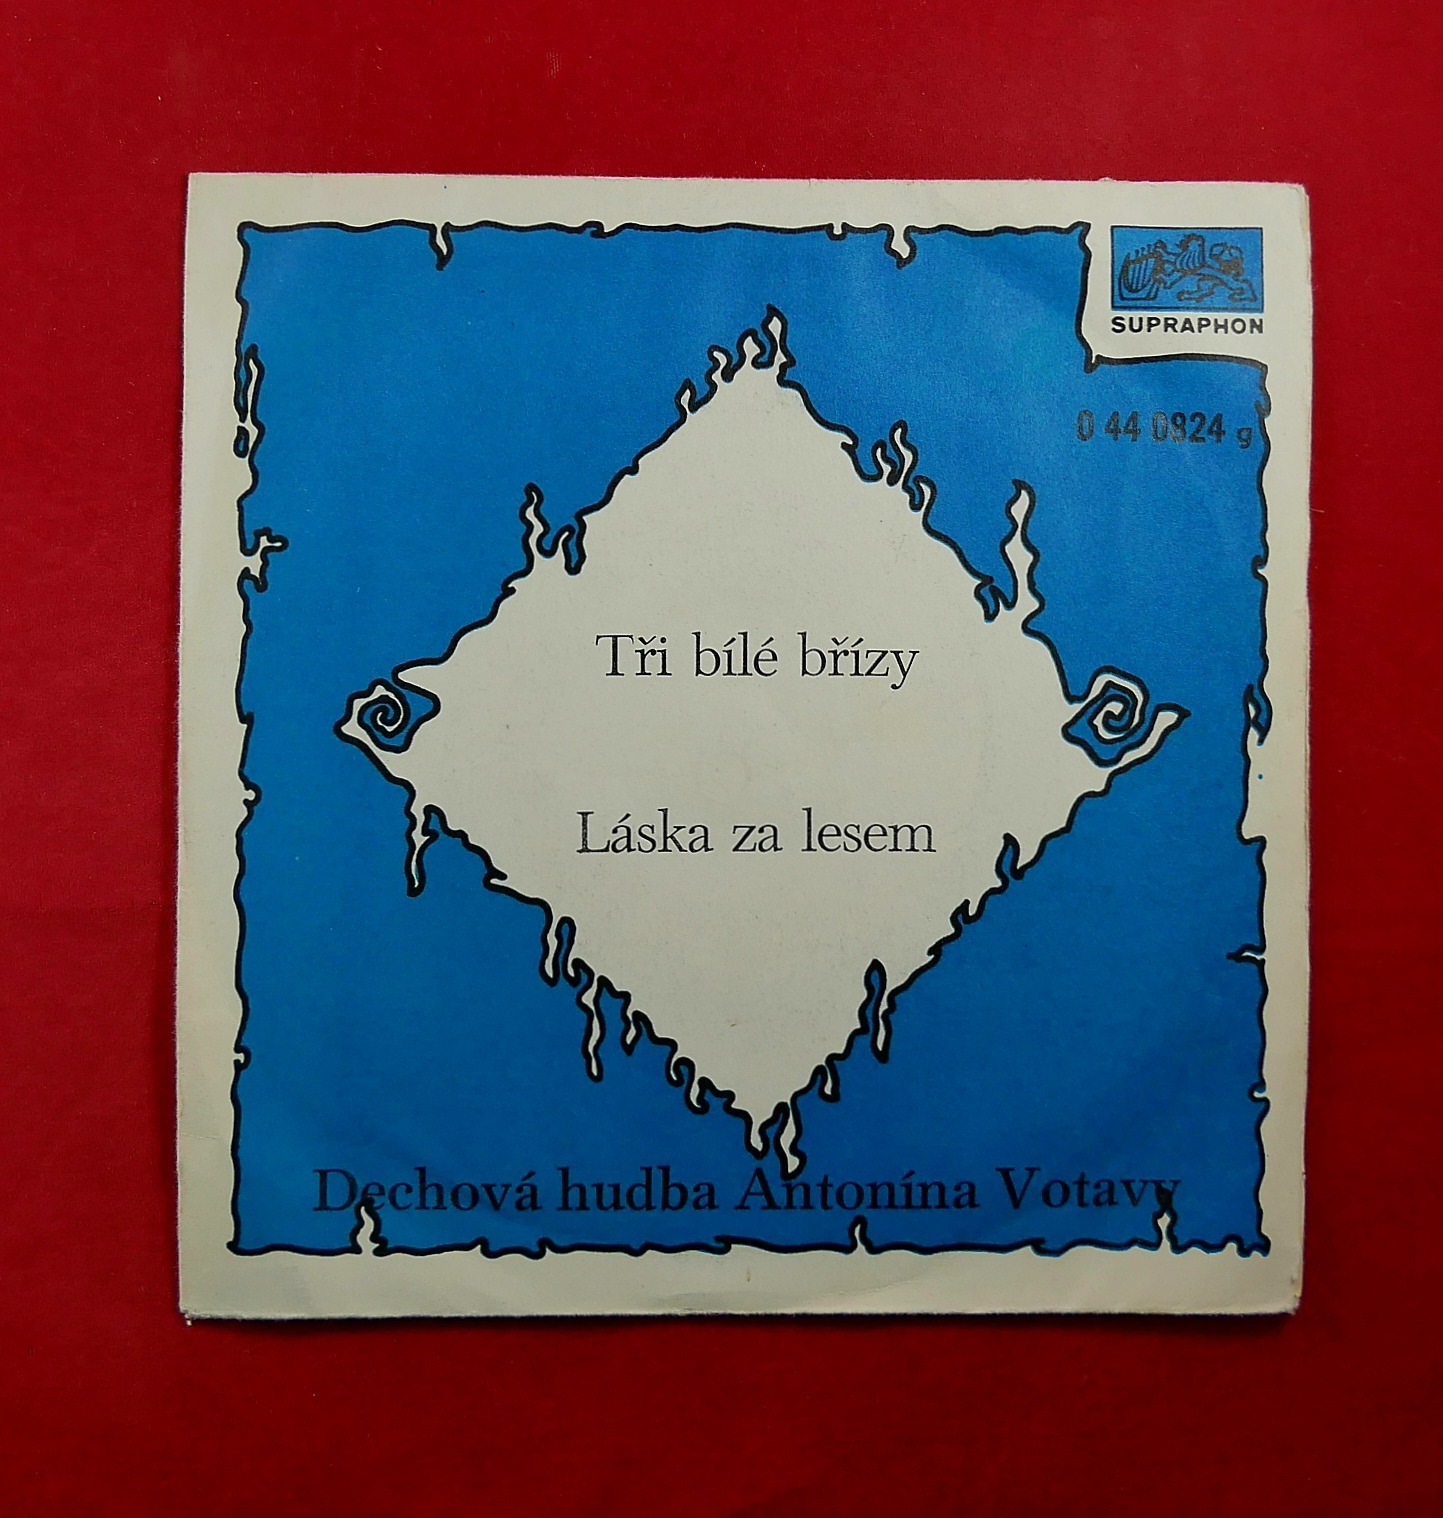 SUPRAPHON
0 44 0824 g
Tři bílé břízy
Láska za lesem
Dechová hudba Antonína Votavy